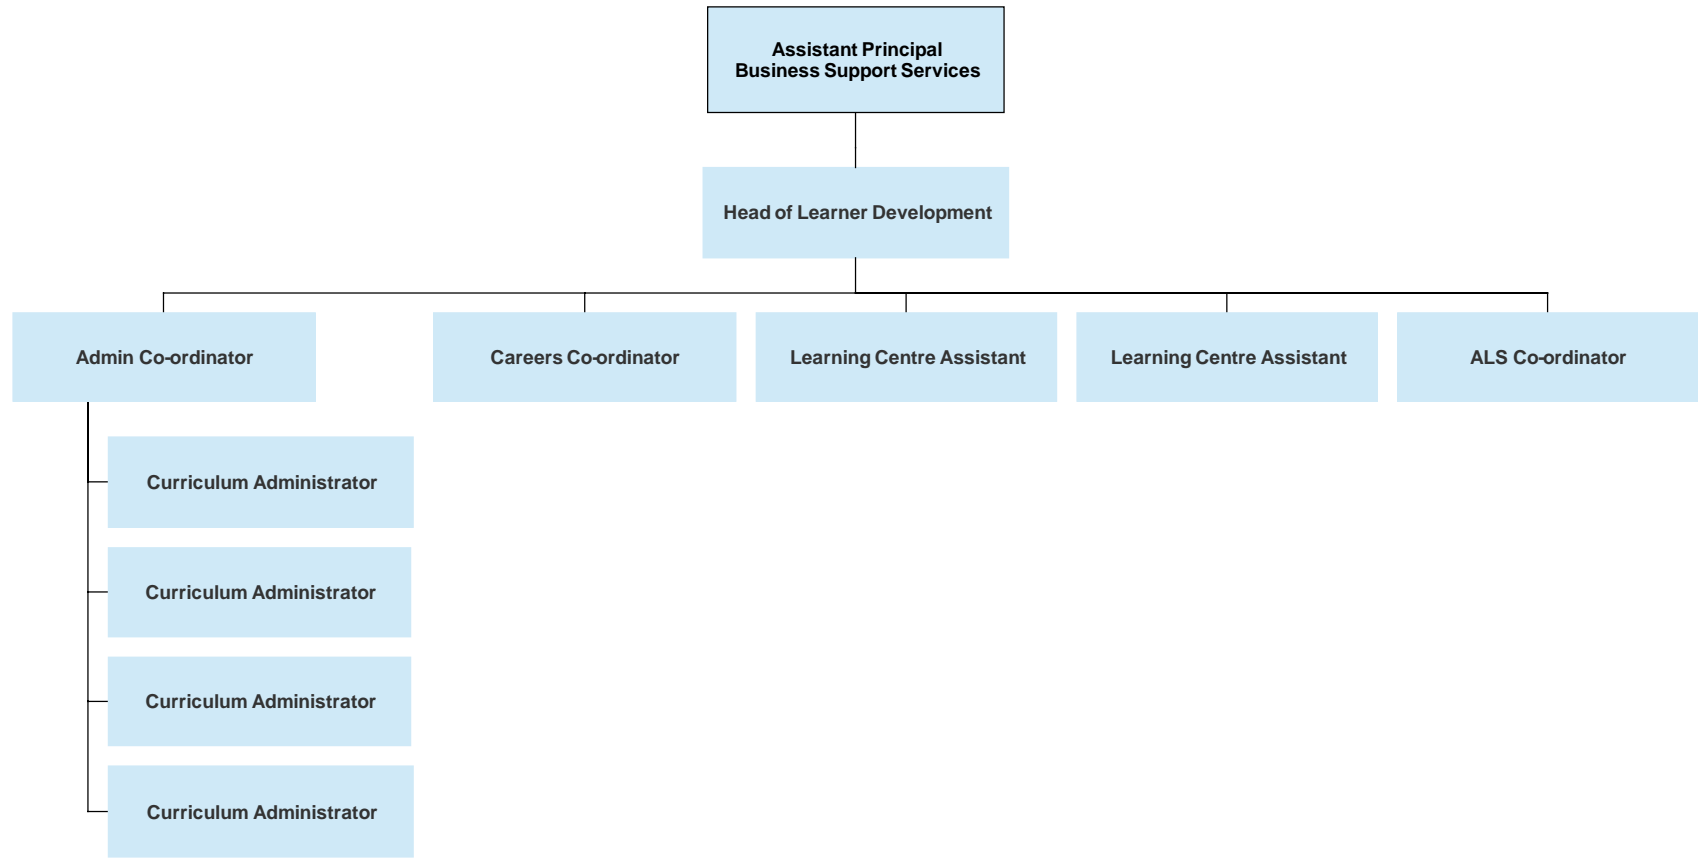 Assistant Principal
Business Support Services
Head of Learner Development
Admin Co-ordinator
Careers Co-ordinator
Learning Centre Assistant
Learning Centre Assistant
ALS Co-ordinator
Curriculum Administrator
Curriculum Administrator
Curriculum Administrator
Curriculum Administrator